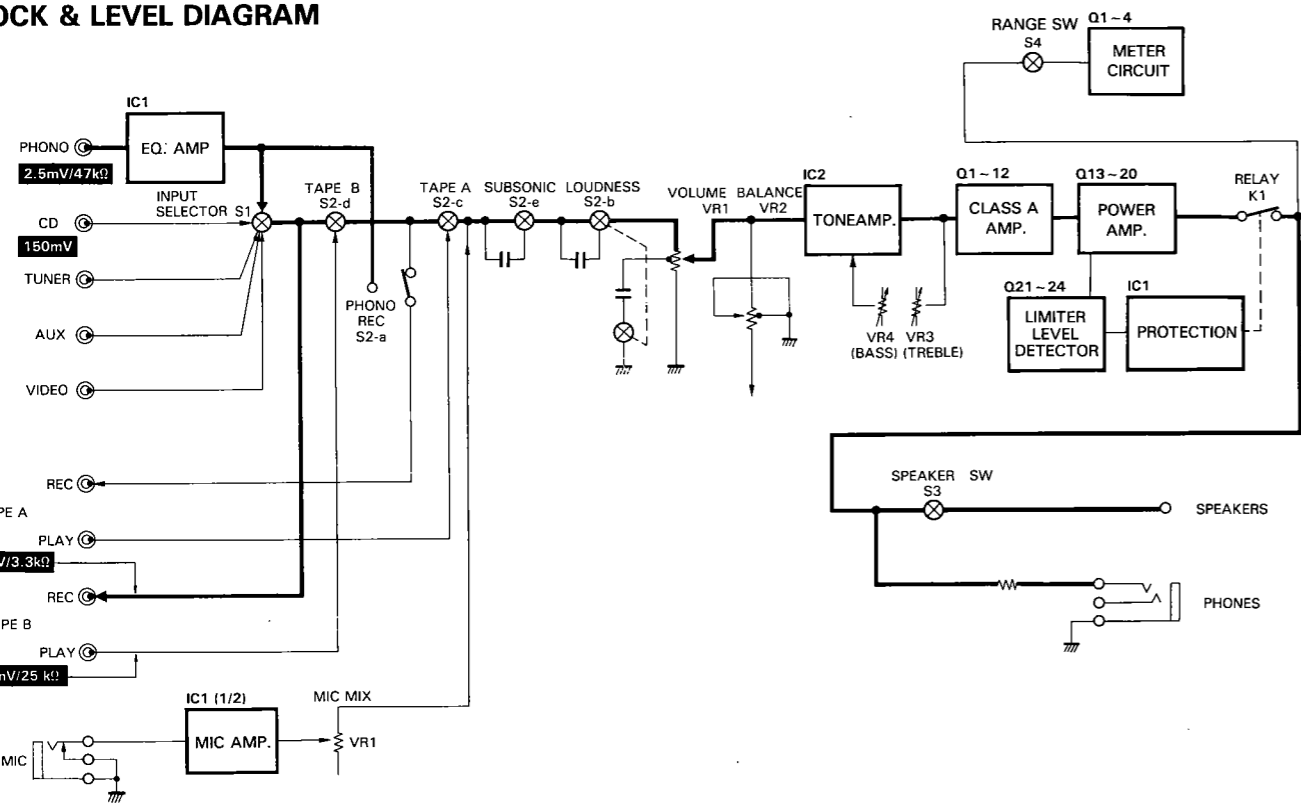 OCK & LEVEL DIAGRAM
RANGE SW
S4
Q1~4
METER
CIRCUIT
IC1
EQ. AMP
PHONO
2.5mV/47kΩ
INPUT
SELECTOR S1
CD
150mV
TUNER
AUX
VIDEO
TAPE B
S2-d
PHONO
REC
S2-a
TAPE A
S2-c
SUBSONIC
S2-e
LOUDNESS
S2-b
VOLUME
VR1
BALANCE
VR2
IC2
TONEAMP.
VR4
(BASS)
VR3
(TREBLE)
Q1~12
CLASS A
AMP.
Q13~20
POWER
AMP.
RELAY
K1
Q21~24
LIMITER
LEVEL
DETECTOR
IC1
PROTECTION
REC
PE A
PLAY
V/3.3kΩ
REC
PE B
PLAY
nV/25 kΩ
SPEAKER SW
S3
SPEAKERS
PHONES
IC1 (1/2)
MIC AMP.
MIC MIX
VR1
MIC